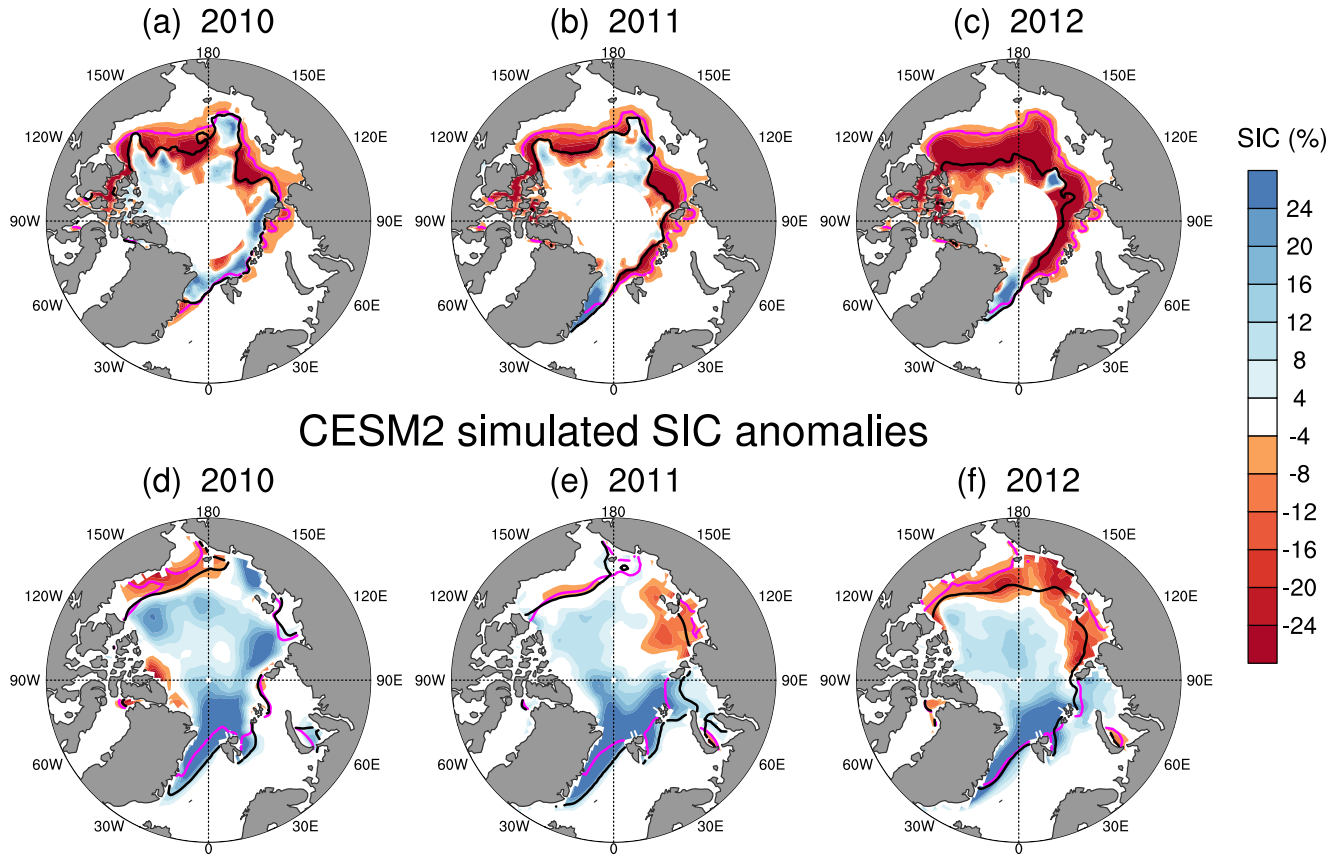 (a) 2010 (b) 2011 (c) 2012
180 180 180
150W 150E 150W 150E 150W 150E
120W 120E 120W 120E 120W 120E
SIC (%)
90W 90E 90W 90E 90W 90E
60W 60E 60W 60E 60W 60E
30W 30E 30W 30E 30W 30E
0 0 0
24
20
16
12
8
4
-4
-8
-12
-16
-20
-24
CESM2 simulated SIC anomalies
(d) 2010 (e) 2011 (f) 2012
180 180 180
150W 150E 150W 150E 150W 150E
120W 120E 120W 120E 120W 120E
90W 90E 90W 90E 90W 90E
60W 60E 60W 60E 60W 60E
30W 30E 30W 30E 30W 30E
0 0 0